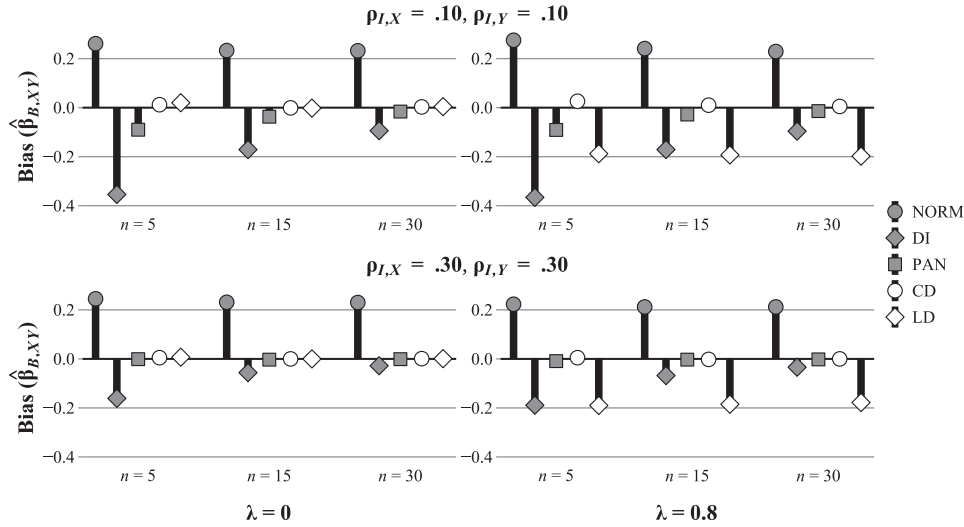 ρI,X = .10, ρI,Y = .10
Bias (β̂B,XY)
0.2
0.0
−0.2
−0.4
n = 5
n = 15
n = 30
0.2
0.0
−0.2
−0.4
n = 5
n = 15
n = 30
NORM
DI
PAN
CD
LD
ρI,X = .30, ρI,Y = .30
Bias (β̂B,XY)
0.2
0.0
−0.2
−0.4
n = 5
n = 15
n = 30
0.2
0.0
−0.2
−0.4
n = 5
n = 15
n = 30
λ = 0
λ = 0.8